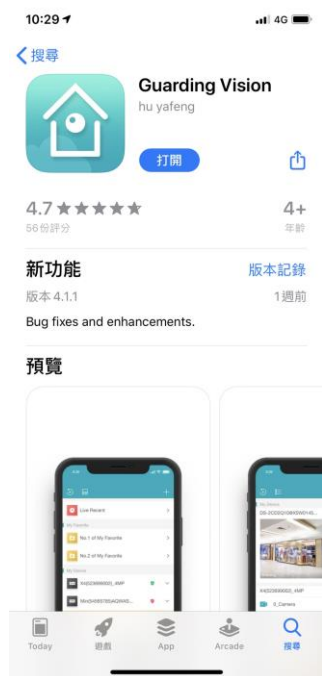 10:29
4G
搜尋
Guarding Vision
hu yafeng
打開
4.7
4+
56份評分
年齡
新功能
版本記錄
版本 4.1.1
1週前
Bug fixes and enhancements.
預覽
Live Recent
My Favorite
No.1 of My Favorite
No.2 of My Favorite
0_Camera
Today
遊戲
App
Arcade
搜尋